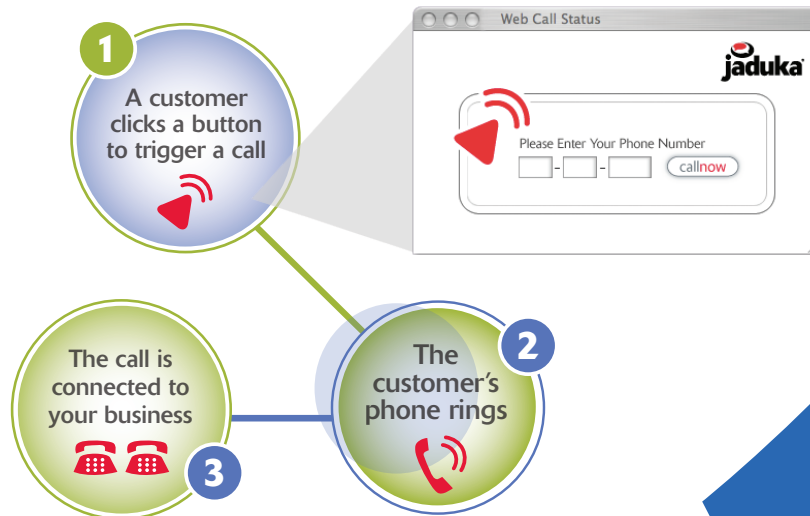 1
A customer
clicks a button
to trigger a call
Web Call Status
jaduka
Please Enter Your Phone Number
- -
callnow
2
The
customer's
phone rings
The call is
connected to
your business
3